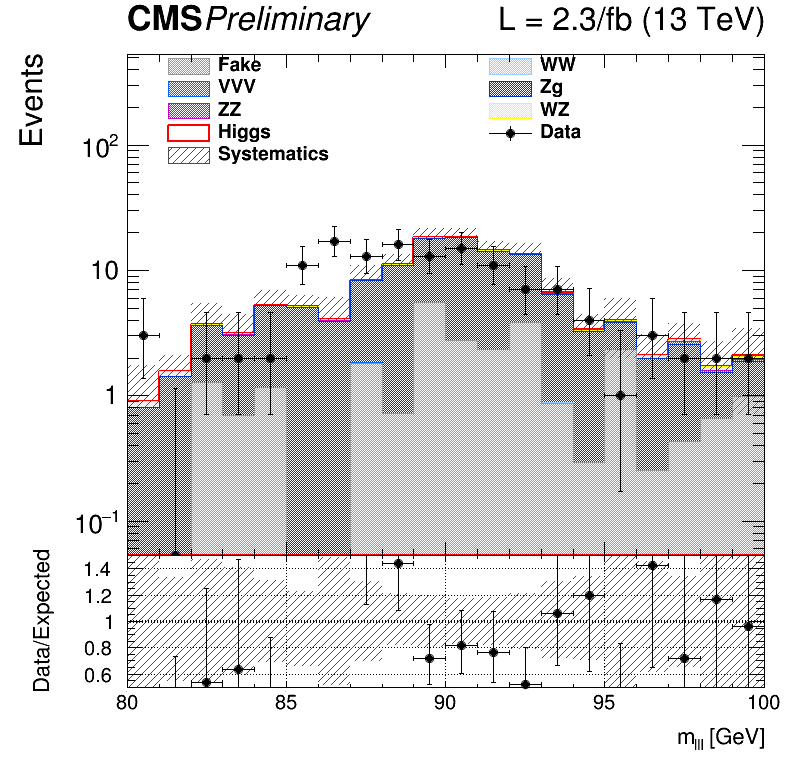 CMS Preliminary L = 2.3/fb (13 TeV)
Events
Fake WW
VVV Zg
ZZ WZ
Higgs Data
Systematics
10²
10
1
10⁻¹
Data/Expected
1.4
1.2
1
0.8
0.6
80 85 90 95 100
m_lll [GeV]